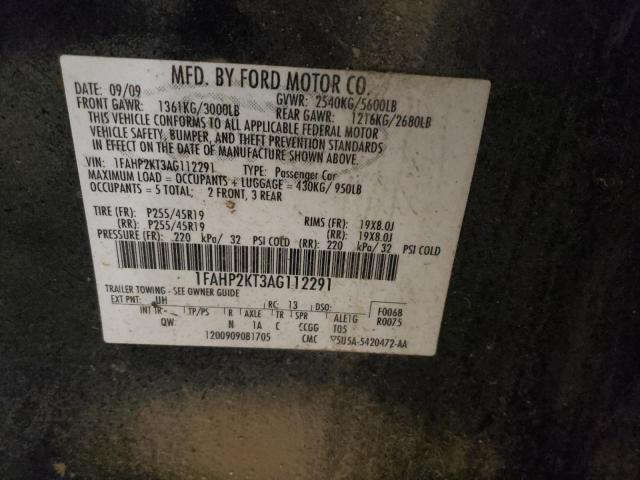 MFD. BY FORD MOTOR CO.
DATE: 09/09 GVWR: 2540KG/5600LB
FRONT GAWR: 1361KG/3000LB REAR GAWR: 1216KG/2680LB
THIS VEHICLE CONFORMS TO ALL APPLICABLE FEDERAL MOTOR
VEHICLE SAFETY, BUMPER, AND THEFT PREVENTION STANDARDS
IN EFFECT ON THE DATE OF MANUFACTURE SHOWN ABOVE.
VIN: 1FAHP2KT3AG112291 TYPE: Passenger Car
MAXIMUM LOAD = OCCUPANTS + LUGGAGE = 430KG/950LB
OCCUPANTS = 5 TOTAL; 2 FRONT, 3 REAR
TIRE (FR): P255/45R19 RIMS (FR): 19X8.0J
(RR): P255/45R19 (RR): 19X8.0J
PRESSURE (FR): 220 kPa/ 32 PSI COLD (RR): 220 kPa/ 32 PSI COLD
1FAHP2KT3AG112291
TRAILER TOWING - SEE OWNER GUIDE
EXT PNT: UH RC: 13 DSO: F0068
INT TR TP/PS R AXLE TR SPR ALE1G R0075
QW N 1A C CCGG T05
12009090B1705 CMC 5U5A-5420472-AA